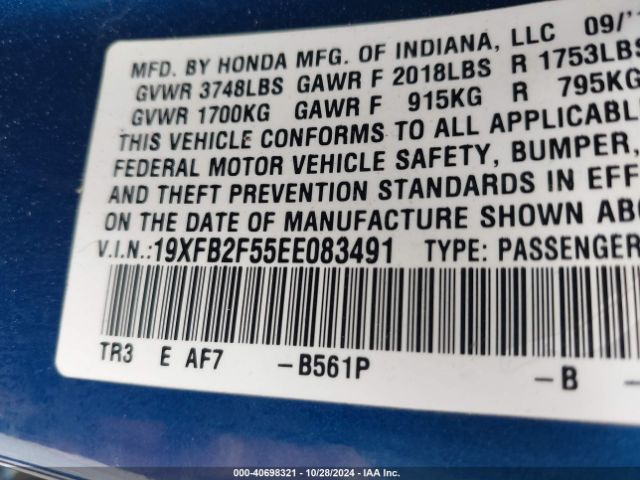 MFD. BY HONDA MFG. OF INDIANA, LLC 09/
GVWR 3748LBS GAWR F 2018LBS R 1753LBS
GVWR 1700KG GAWR F 915KG R 795KG
THIS VEHICLE CONFORMS TO ALL APPLICABL
FEDERAL MOTOR VEHICLE SAFETY, BUMPER,
AND THEFT PREVENTION STANDARDS IN EFF
ON THE DATE OF MANUFACTURE SHOWN ABO
V.I.N.:19XFB2F55EE083491 TYPE: PASSENGER
TR3 E AF7 -B561P -B -
000-40698321 | 10/28/2024 | IAA Inc.